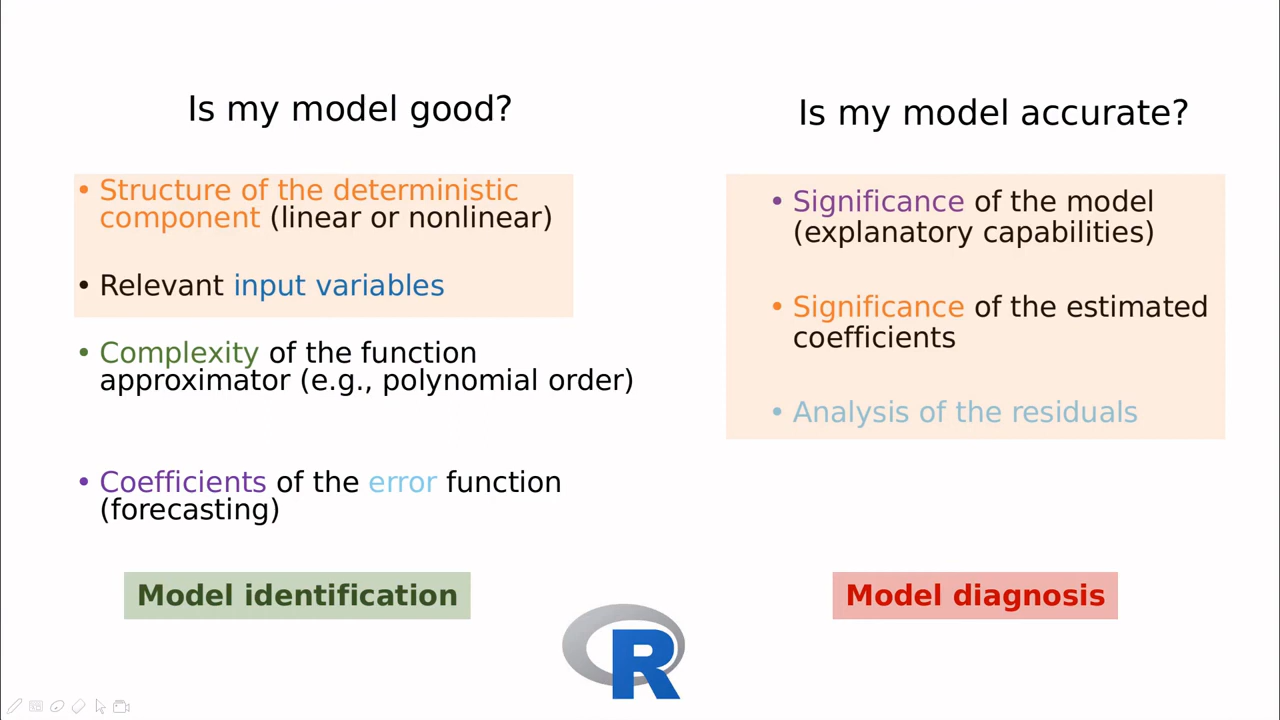 Is my model good?
• Structure of the deterministic
component (linear or nonlinear)
• Relevant input variables
• Complexity of the function
approximator (e.g., polynomial order)
• Coefficients of the error function
(forecasting)
Model identification
Is my model accurate?
• Significance of the model
(explanatory capabilities)
• Significance of the estimated
coefficients
• Analysis of the residuals
Model diagnosis
R